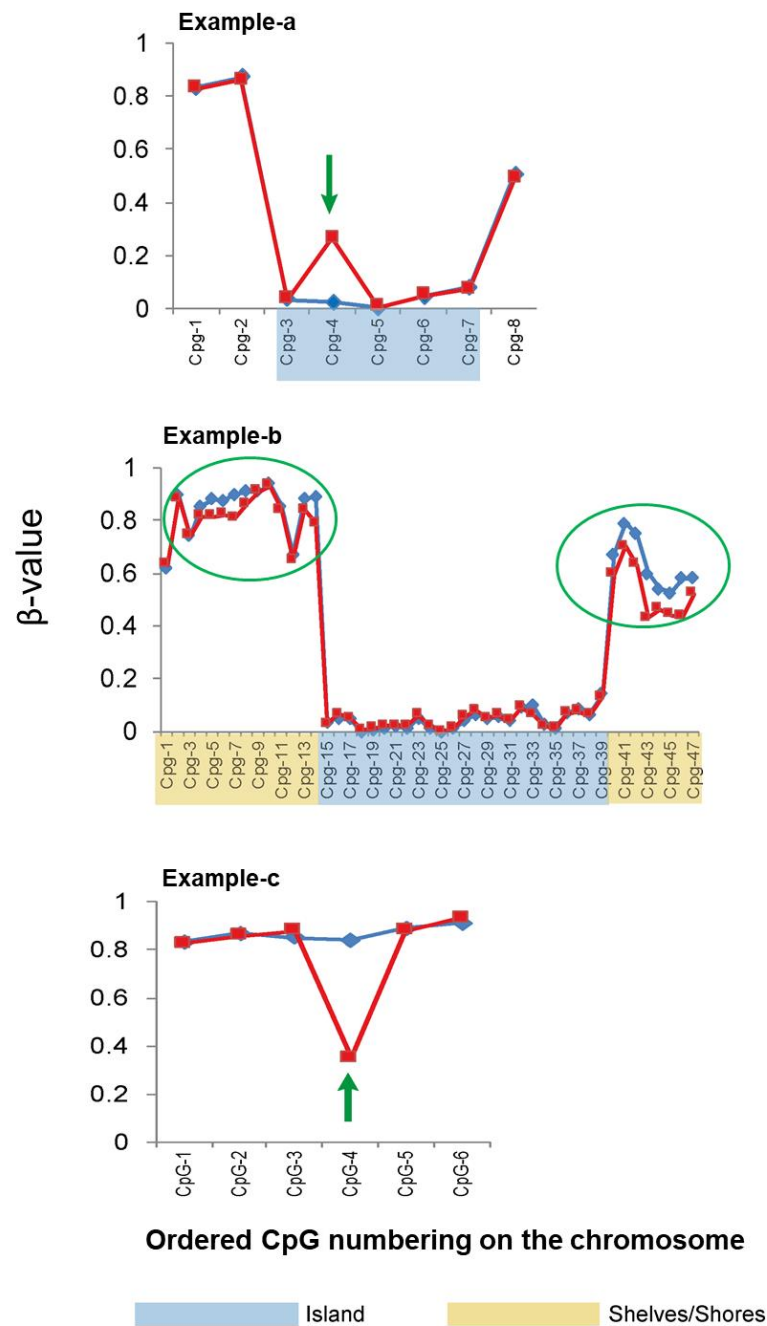 Example-a
1
0.8
0.6
0.4
0.2
0
Cpg-1
Cpg-2
Cpg-3
Cpg-4
Cpg-5
Cpg-6
Cpg-7
Cpg-8
Example-b
1
0.8
0.6
0.4
0.2
0
β-value
Cpg-1
Cpg-3
Cpg-5
Cpg-7
Cpg-9
Cpg-11
Cpg-13
Cpg-15
Cpg-17
Cpg-19
Cpg-21
Cpg-23
Cpg-25
Cpg-27
Cpg-29
Cpg-31
Cpg-33
Cpg-35
Cpg-37
Cpg-39
Cpg-41
Cpg-43
Cpg-45
Cpg-47
Example-c
1
0.8
0.6
0.4
0.2
0
CpG-1
CpG-2
CpG-3
CpG-4
CpG-5
CpG-6
Ordered CpG numbering on the chromosome
Island
Shelves/Shores